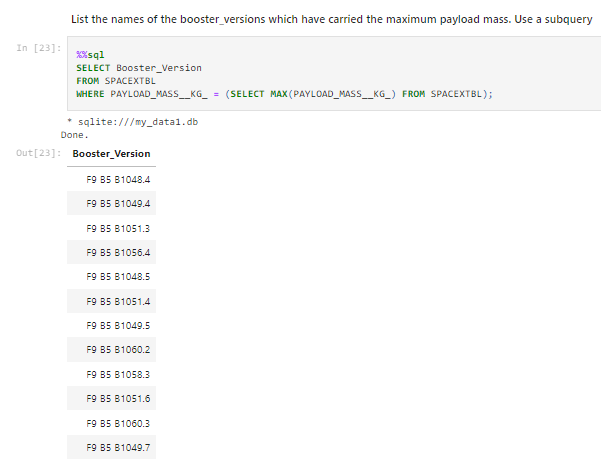 List the names of the booster_versions which have carried the maximum payload mass. Use a subquery
In [23]:
%%sql
SELECT Booster_Version
FROM SPACEXTBL
WHERE PAYLOAD_MASS__KG_ = (SELECT MAX(PAYLOAD_MASS__KG_) FROM SPACEXTBL);
* sqlite:///my_data1.db
Done.
Out[23]: Booster_Version
F9 B5 B1048.4
F9 B5 B1049.4
F9 B5 B1051.3
F9 B5 B1056.4
F9 B5 B1048.5
F9 B5 B1051.4
F9 B5 B1049.5
F9 B5 B1060.2
F9 B5 B1058.3
F9 B5 B1051.6
F9 B5 B1060.3
F9 B5 B1049.7